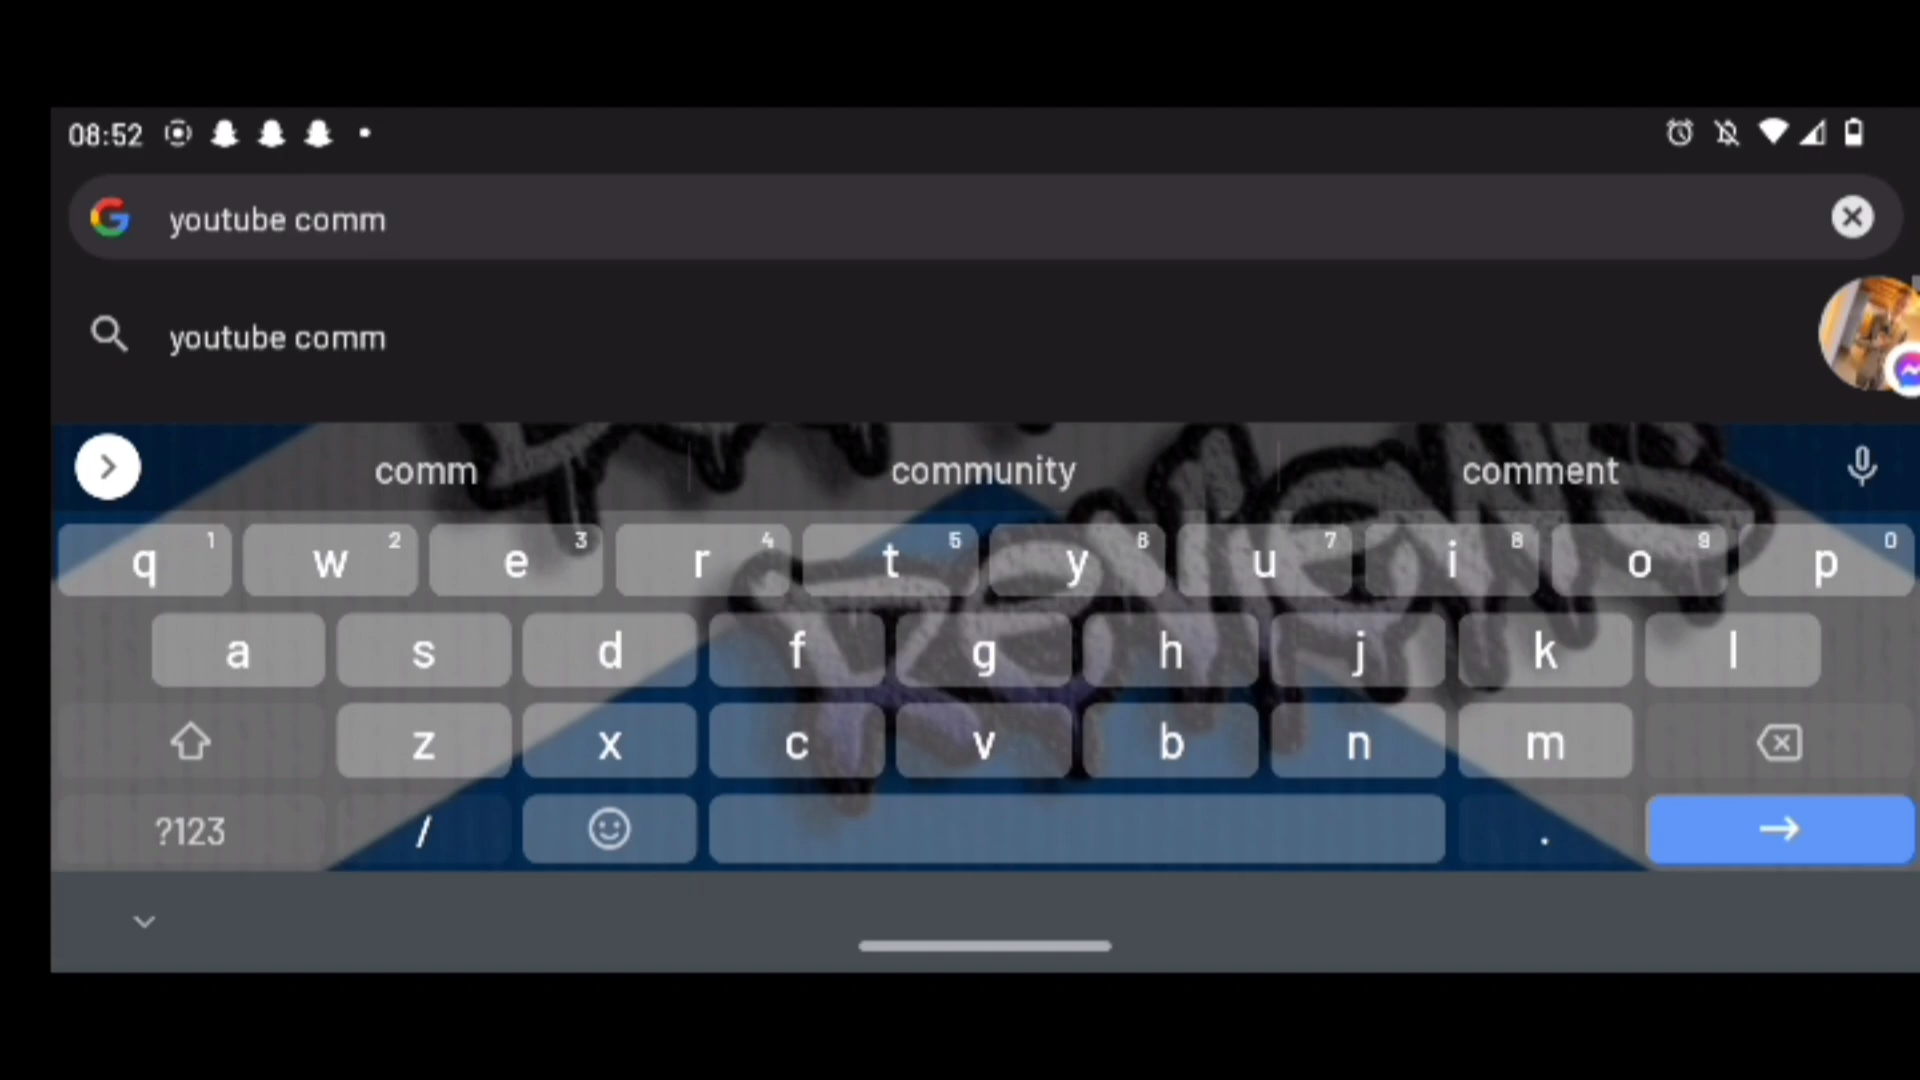 08:52
youtube comm
youtube comm
comm community comment
q 1 w 2 e 3 r 4 t 5 y 6 u 7 i 8 o 9 p 0
a s d f g h j k l
z x c v b n m
?123 / .
REVIEWS